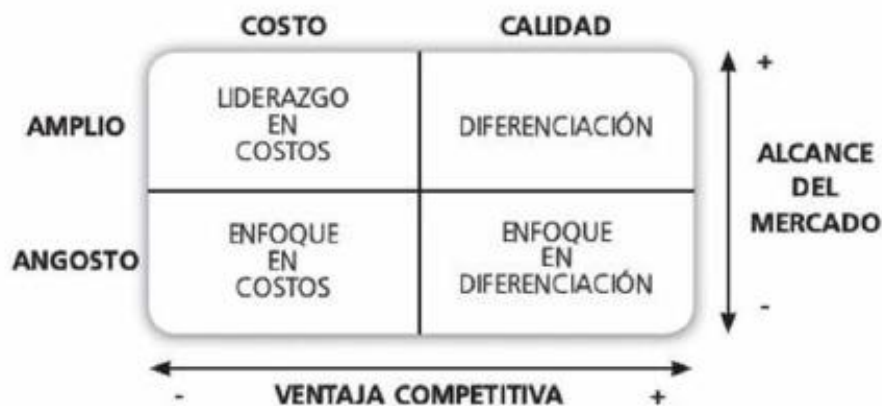 COSTO CALIDAD
LIDERAZGO
EN
COSTOS
AMPLIO
DIFERENCIACIÓN
ENFOQUE
EN
COSTOS
ANGOSTO
ENFOQUE
EN
DIFERENCIACIÓN
+
ALCANCE
DEL
MERCADO
-
- VENTAJA COMPETITIVA +